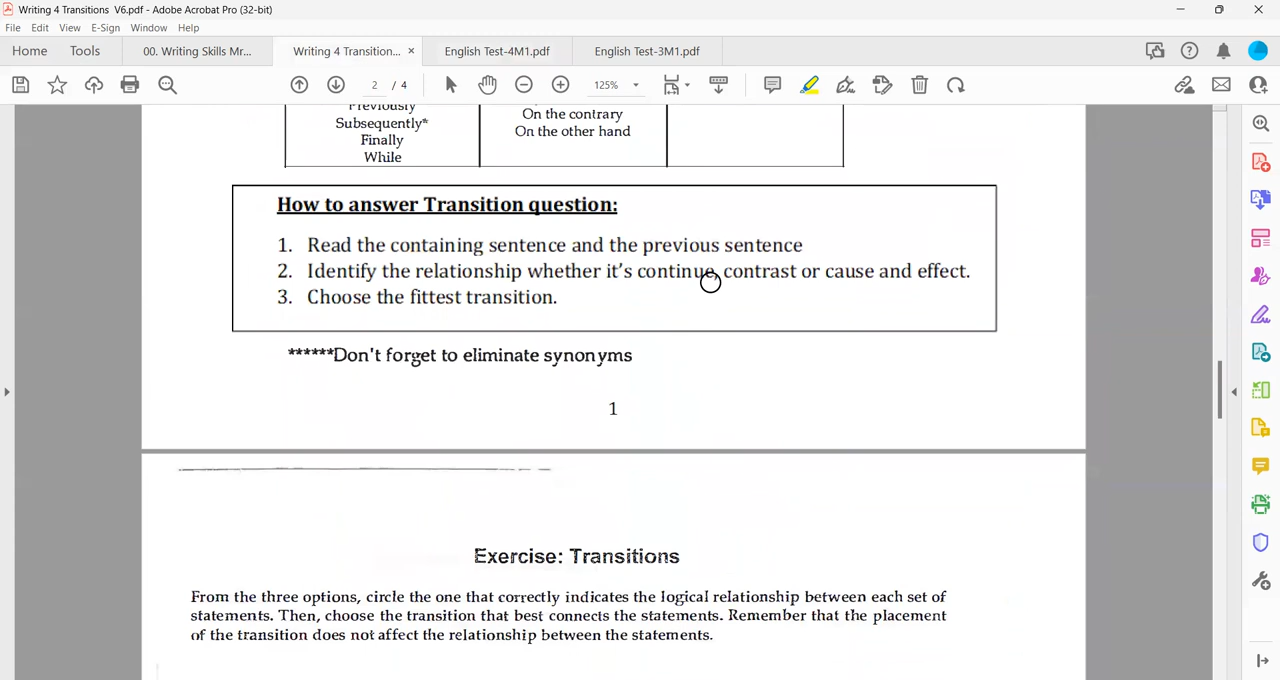 Writing 4 Transitions  V6.pdf - Adobe Acrobat Pro (32-bit)
File Edit View E-Sign Window Help
Home Tools 00. Writing Skills Mr... Writing 4 Transition... × English Test-4M1.pdf English Test-3M1.pdf
2 / 4 125%
Previously
Subsequently*
Finally
While
On the contrary
On the other hand
How to answer Transition question:
1. Read the containing sentence and the previous sentence
2. Identify the relationship whether it's continue, contrast or cause and effect.
3. Choose the fittest transition.
******Don't forget to eliminate synonyms
1
Exercise: Transitions
From the three options, circle the one that correctly indicates the logical relationship between each set of
statements. Then, choose the transition that best connects the statements. Remember that the placement
of the transition does not affect the relationship between the statements.